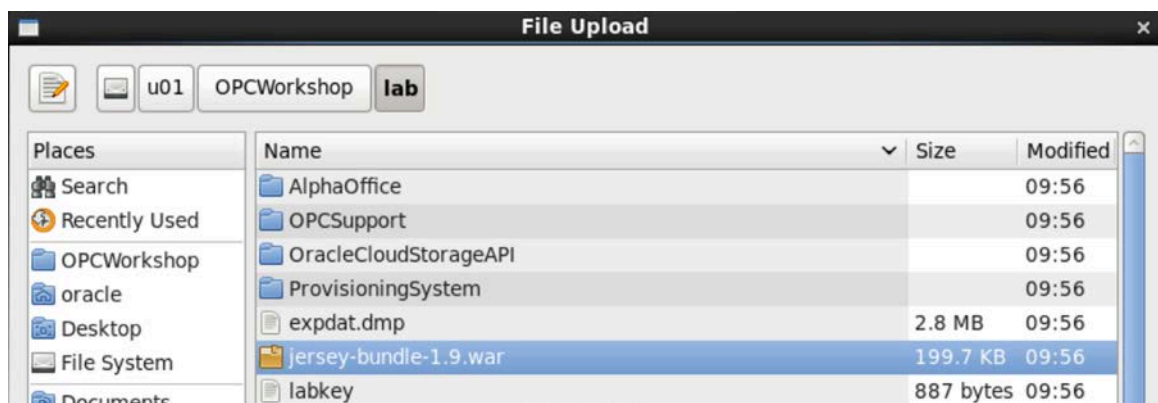 File Upload
u01 OPCWorkshop lab
Places Name Size Modified
Search AlphaOffice 09:56
Recently Used OPCSupport 09:56
OPCWorkshop OracleCloudStorageAPI 09:56
oracle ProvisioningSystem 09:56
Desktop expdat.dmp 2.8 MB 09:56
File System jersey-bundle-1.9.war 199.7 KB 09:56
Documents labkey 887 bytes 09:56